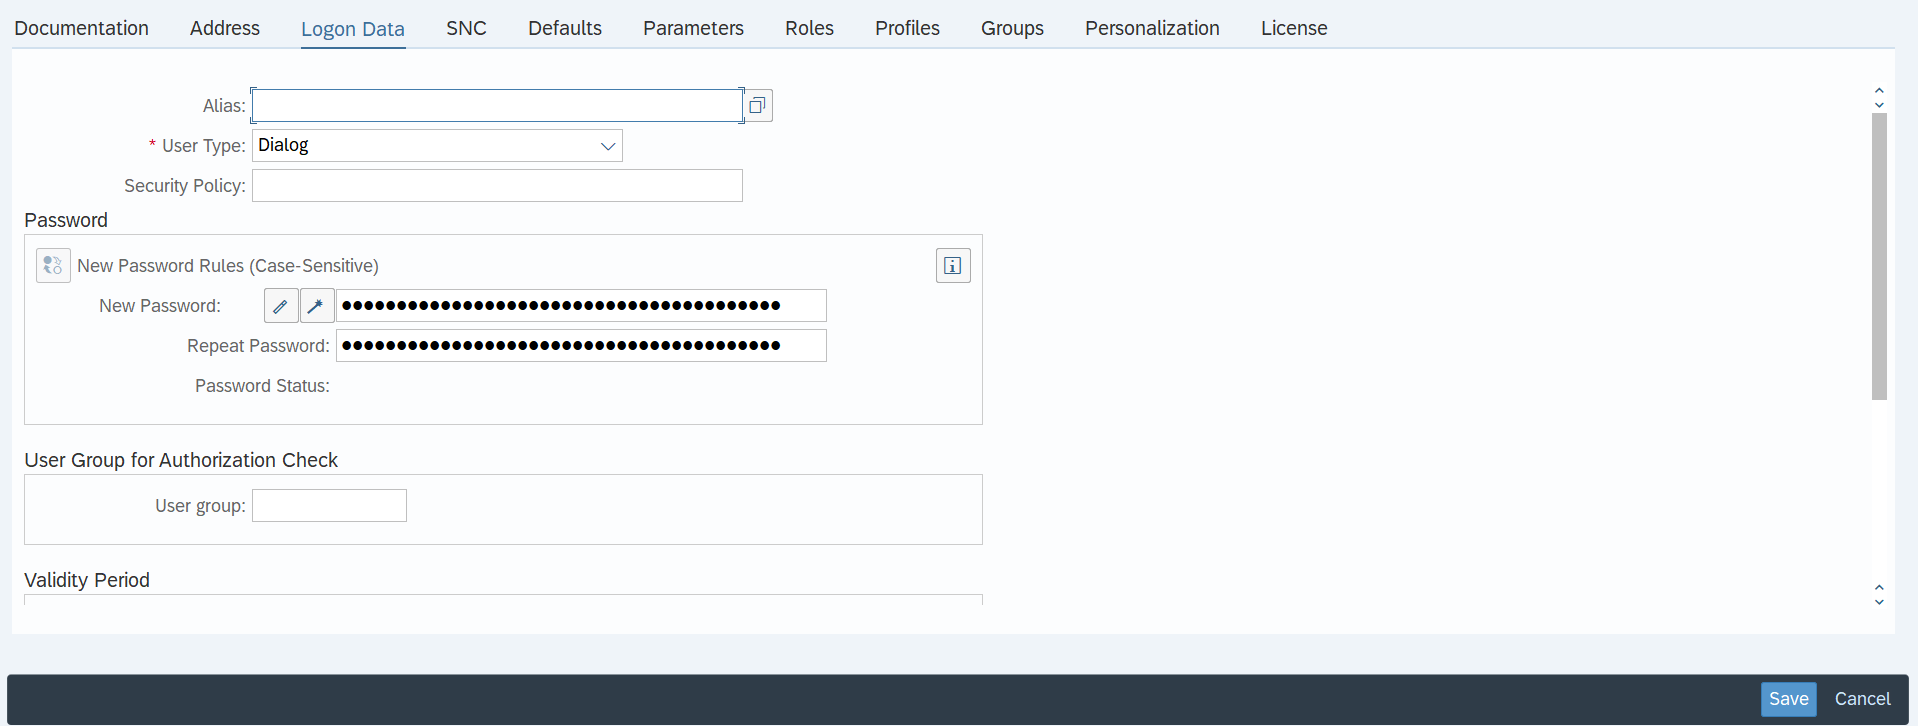 Documentation Address Logon Data SNC Defaults Parameters Roles Profiles Groups Personalization License
Alias:
* User Type: Dialog
Security Policy:
Password
New Password Rules (Case-Sensitive)
New Password: ●●●●●●●●●●●●●●●●●●●●●●●●●●●●●●●●●●●●●●●●
Repeat Password: ●●●●●●●●●●●●●●●●●●●●●●●●●●●●●●●●●●●●●●●●
Password Status:
User Group for Authorization Check
User group:
Validity Period
Save Cancel